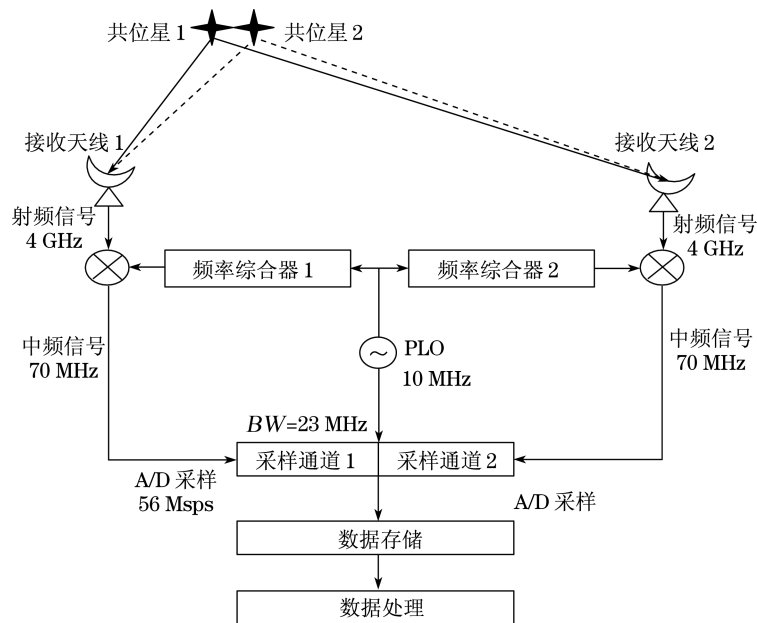 共位星 1
共位星 2
接收天线 1
接收天线 2
射频信号
4 GHz
射频信号
4 GHz
频率综合器 1
频率综合器 2
中频信号
70 MHz
PLO
10 MHz
中频信号
70 MHz
BW=23 MHz
采样通道 1
采样通道 2
A/D 采样
56 Msps
A/D 采样
数据存储
数据处理